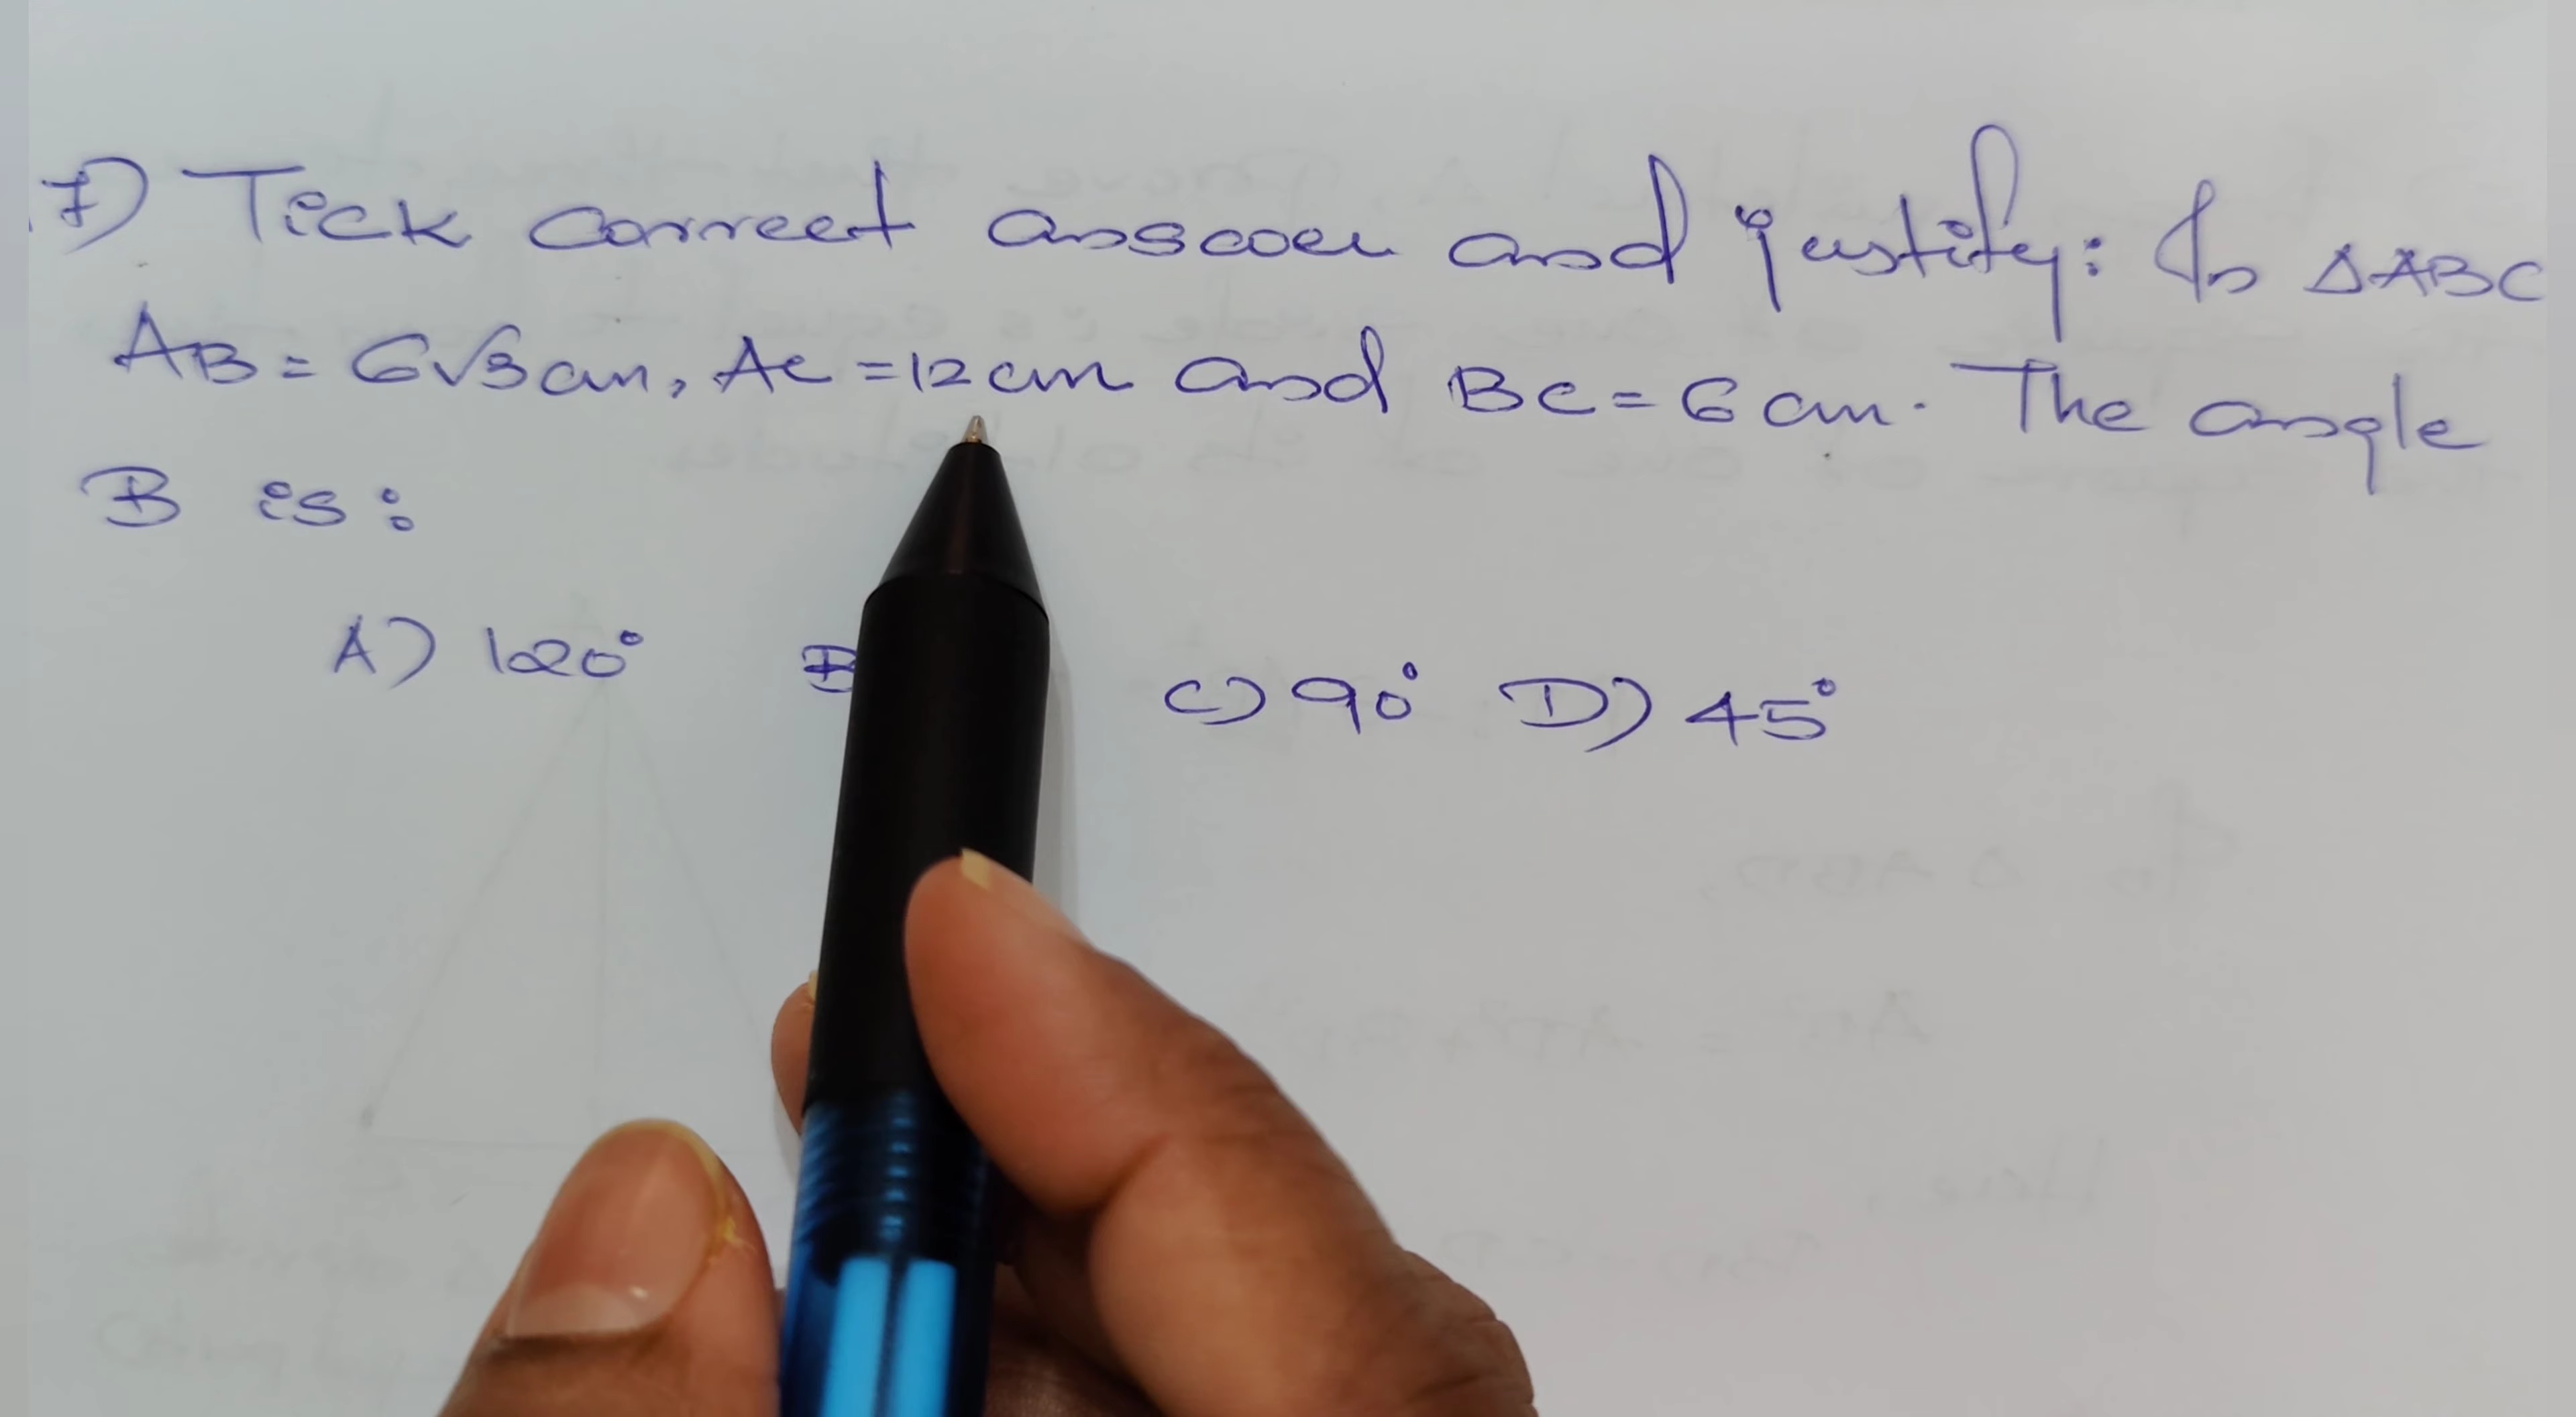 7) Tick correct answer and justify: In △ABC
AB = 6√3 cm, AC = 12 cm and BC = 6 cm. The angle
B is:
A) 120° B C) 90° D) 45°